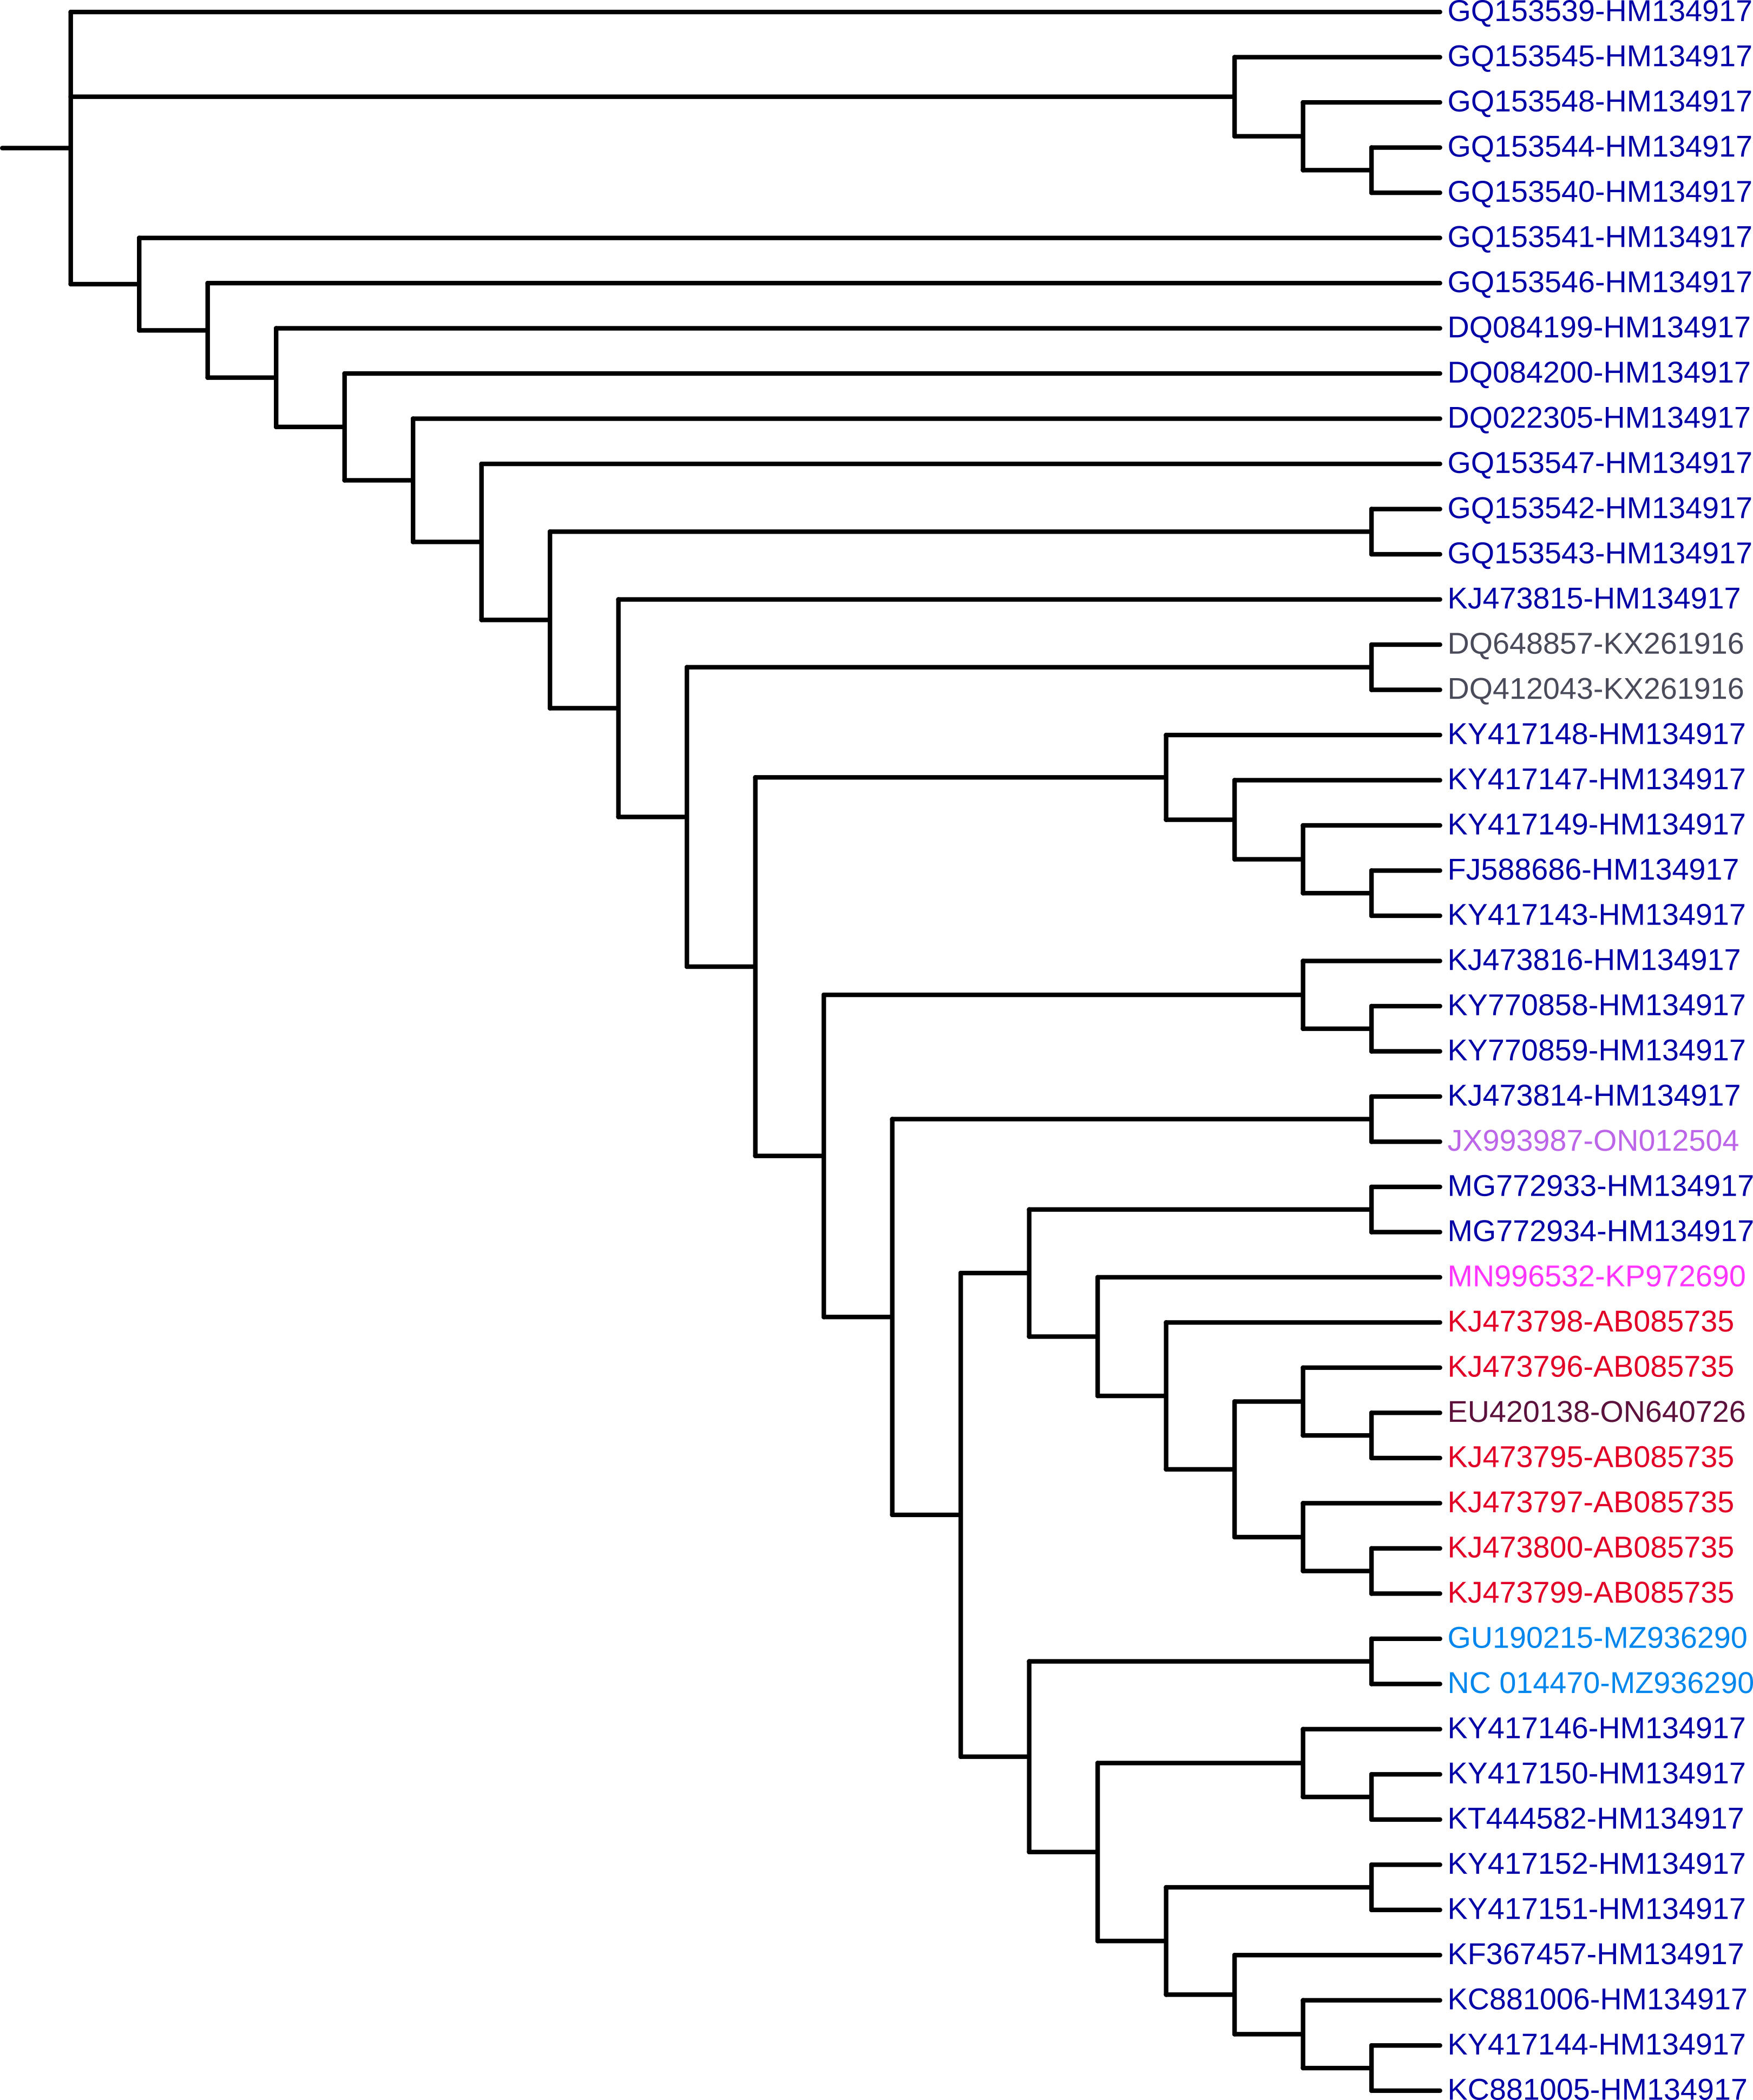 GQ153539-HM134917
GQ153545-HM134917
GQ153548-HM134917
GQ153544-HM134917
GQ153540-HM134917
GQ153541-HM134917
GQ153546-HM134917
DQ084199-HM134917
DQ084200-HM134917
DQ022305-HM134917
GQ153547-HM134917
GQ153542-HM134917
GQ153543-HM134917
KJ473815-HM134917
DQ648857-KX261916
DQ412043-KX261916
KY417148-HM134917
KY417147-HM134917
KY417149-HM134917
FJ588686-HM134917
KY417143-HM134917
KJ473816-HM134917
KY770858-HM134917
KY770859-HM134917
KJ473814-HM134917
JX993987-ON012504
MG772933-HM134917
MG772934-HM134917
MN996532-KP972690
KJ473798-AB085735
KJ473796-AB085735
EU420138-ON640726
KJ473795-AB085735
KJ473797-AB085735
KJ473800-AB085735
KJ473799-AB085735
GU190215-MZ936290
NC 014470-MZ936290
KY417146-HM134917
KY417150-HM134917
KT444582-HM134917
KY417152-HM134917
KY417151-HM134917
KF367457-HM134917
KC881006-HM134917
KY417144-HM134917
KC881005-HM134917